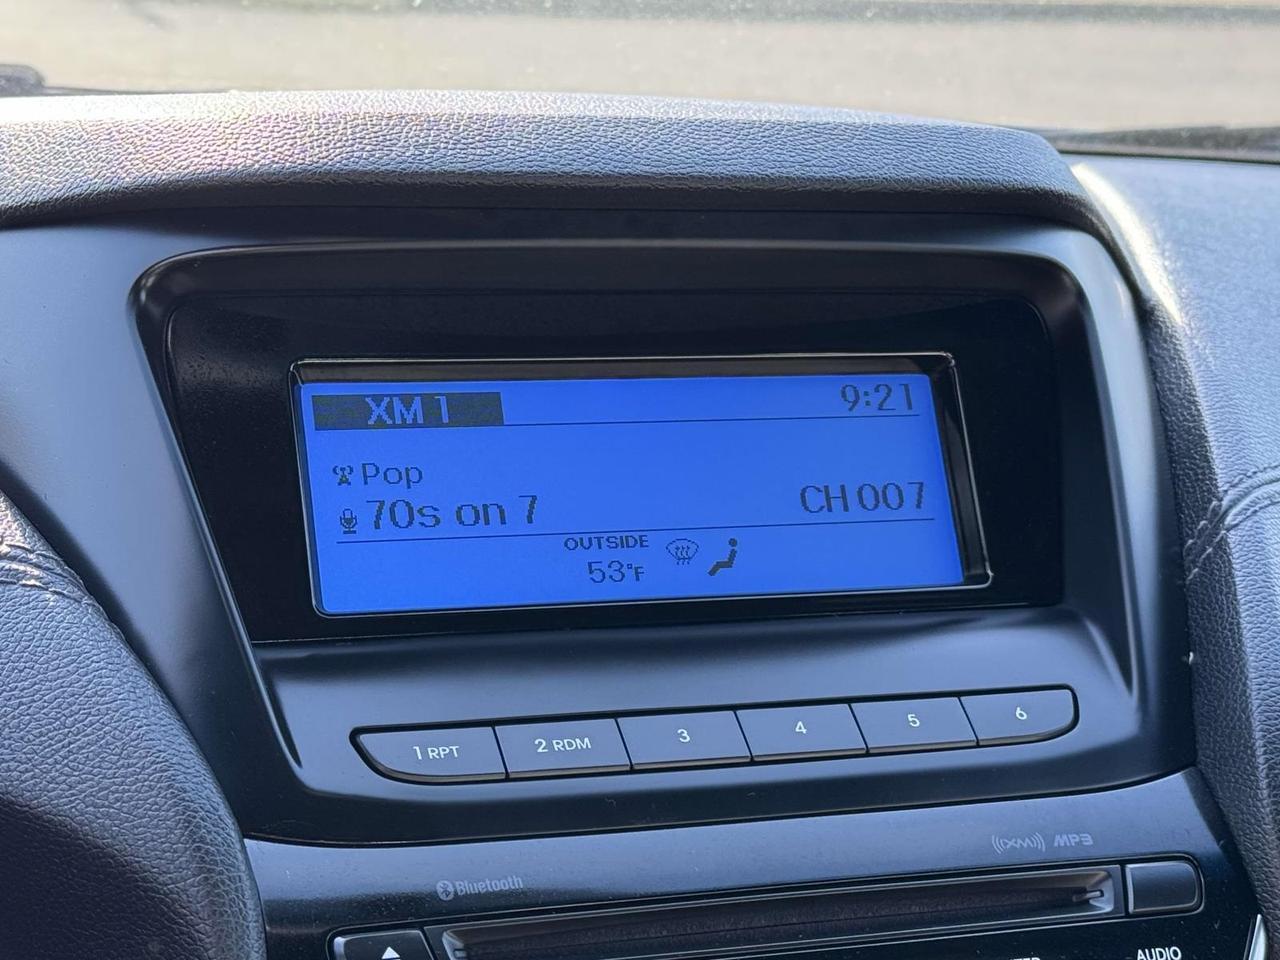 XM 1 9:21
Pop
70s on 7 CH 007
OUTSIDE
53°F
1 RPT 2 RDM 3 4 5 6
((XM)) MP3
Bluetooth
AUDIO